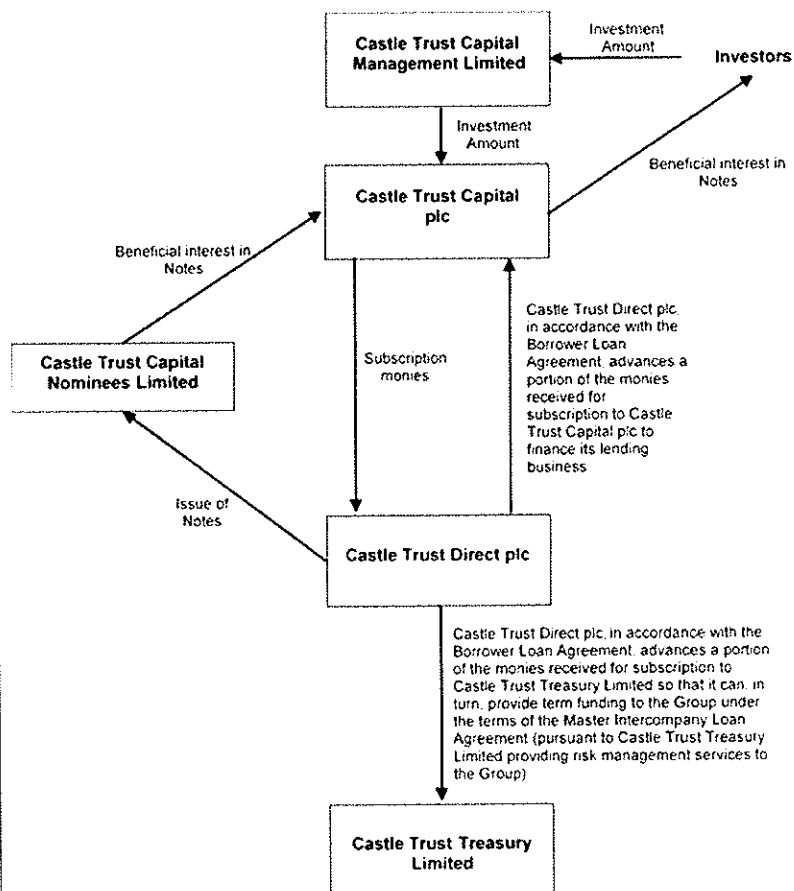 Castle Trust Capital
Management Limited
Investment
Amount
Investors
Investment
Amount
Beneficial interest in
Notes
Castle Trust Capital
plc
Beneficial interest in
Notes
Castle Trust Direct plc,
in accordance with the
Borrower Loan
Agreement, advances a
portion of the monies
received for
subscription to Castle
Trust Capital plc to
finance its lending
business
Subscription
monies
Castle Trust Capital
Nominees Limited
Issue of
Notes
Castle Trust Direct plc
Castle Trust Direct plc, in accordance with the
Borrower Loan Agreement, advances a portion
of the monies received for subscription to
Castle Trust Treasury Limited so that it can, in
turn, provide term funding to the Group under
the terms of the Master Intercompany Loan
Agreement (pursuant to Castle Trust Treasury
Limited providing risk management services to
the Group)
Castle Trust Treasury
Limited